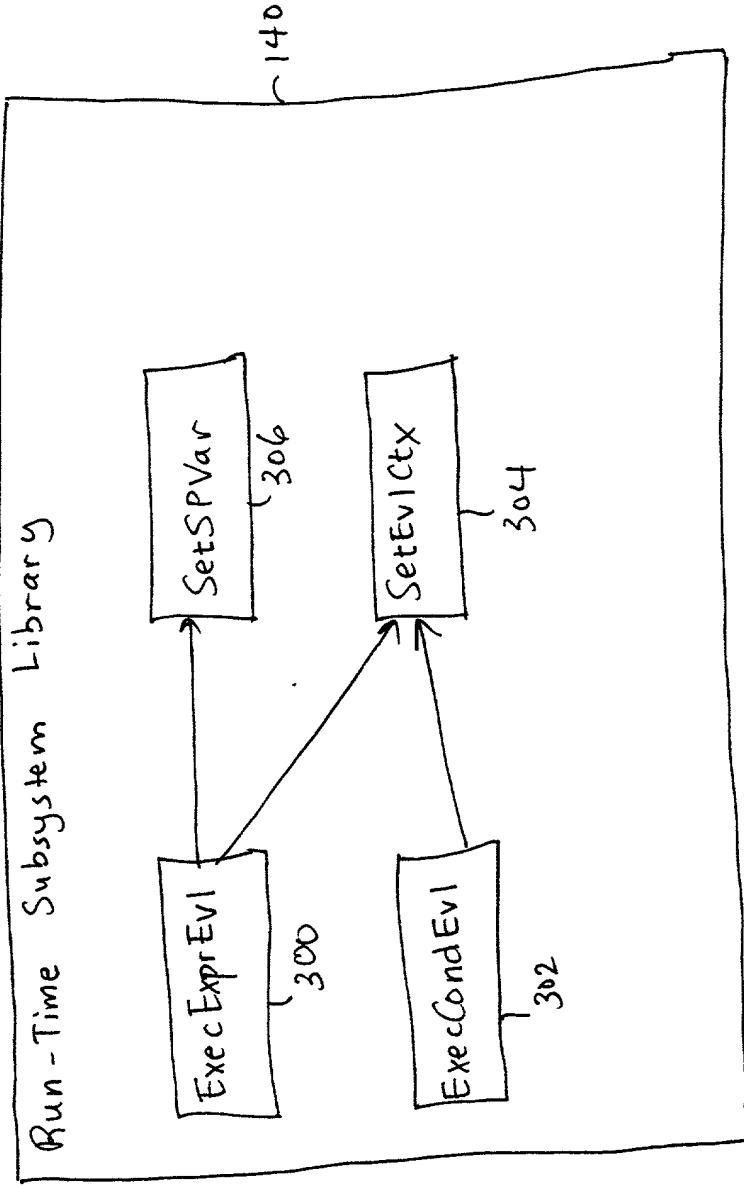 Run-Time Subsystem Library
140
ExecExprEvl
300
SetSPVar
306
ExecCondEvl
302
SetEvlCtx
304